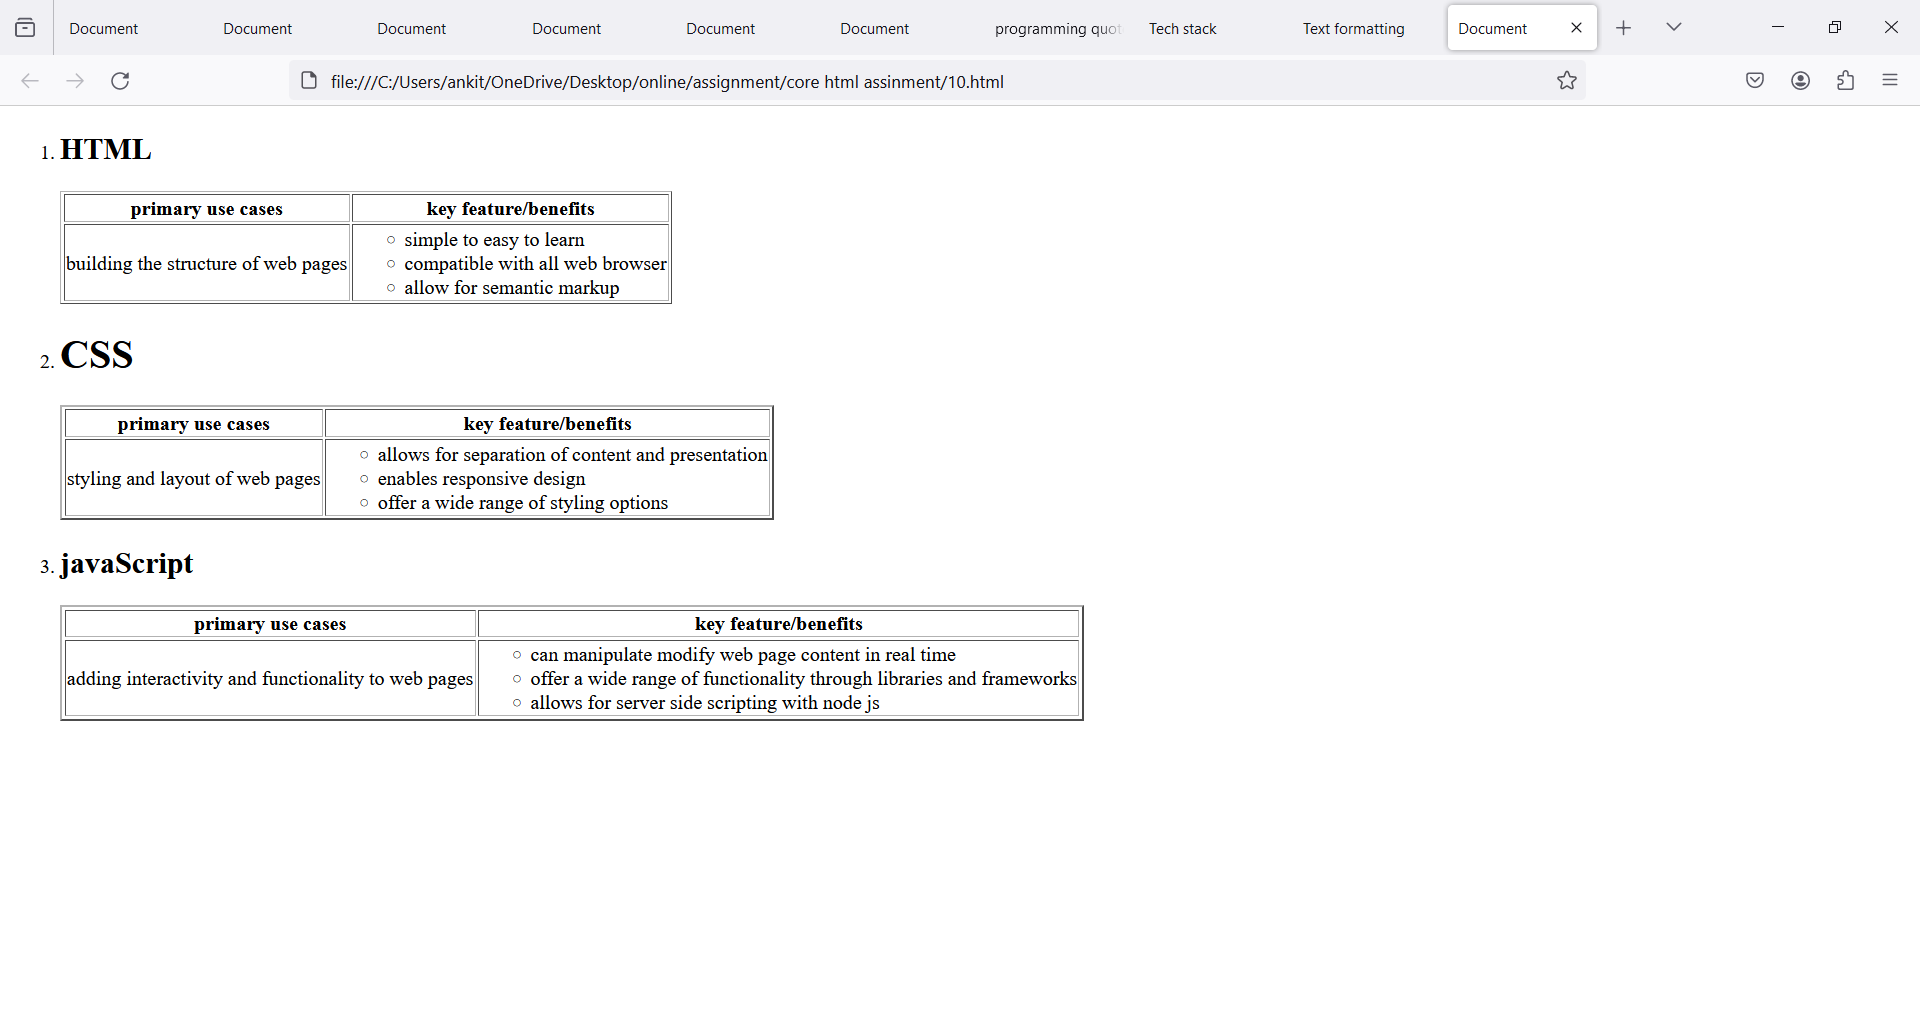 Document Document Document Document Document Document programming quot Tech stack Text formatting Document
file:///C:/Users/ankit/OneDrive/Desktop/online/assignment/core html assinment/10.html
1. HTML
primary use cases key feature/benefits
building the structure of web pages
simple to easy to learn
compatible with all web browser
allow for semantic markup
2. CSS
primary use cases key feature/benefits
styling and layout of web pages
allows for separation of content and presentation
enables responsive design
offer a wide range of styling options
3. javaScript
primary use cases key feature/benefits
adding interactivity and functionality to web pages
can manipulate modify web page content in real time
offer a wide range of functionality through libraries and frameworks
allows for server side scripting with node js